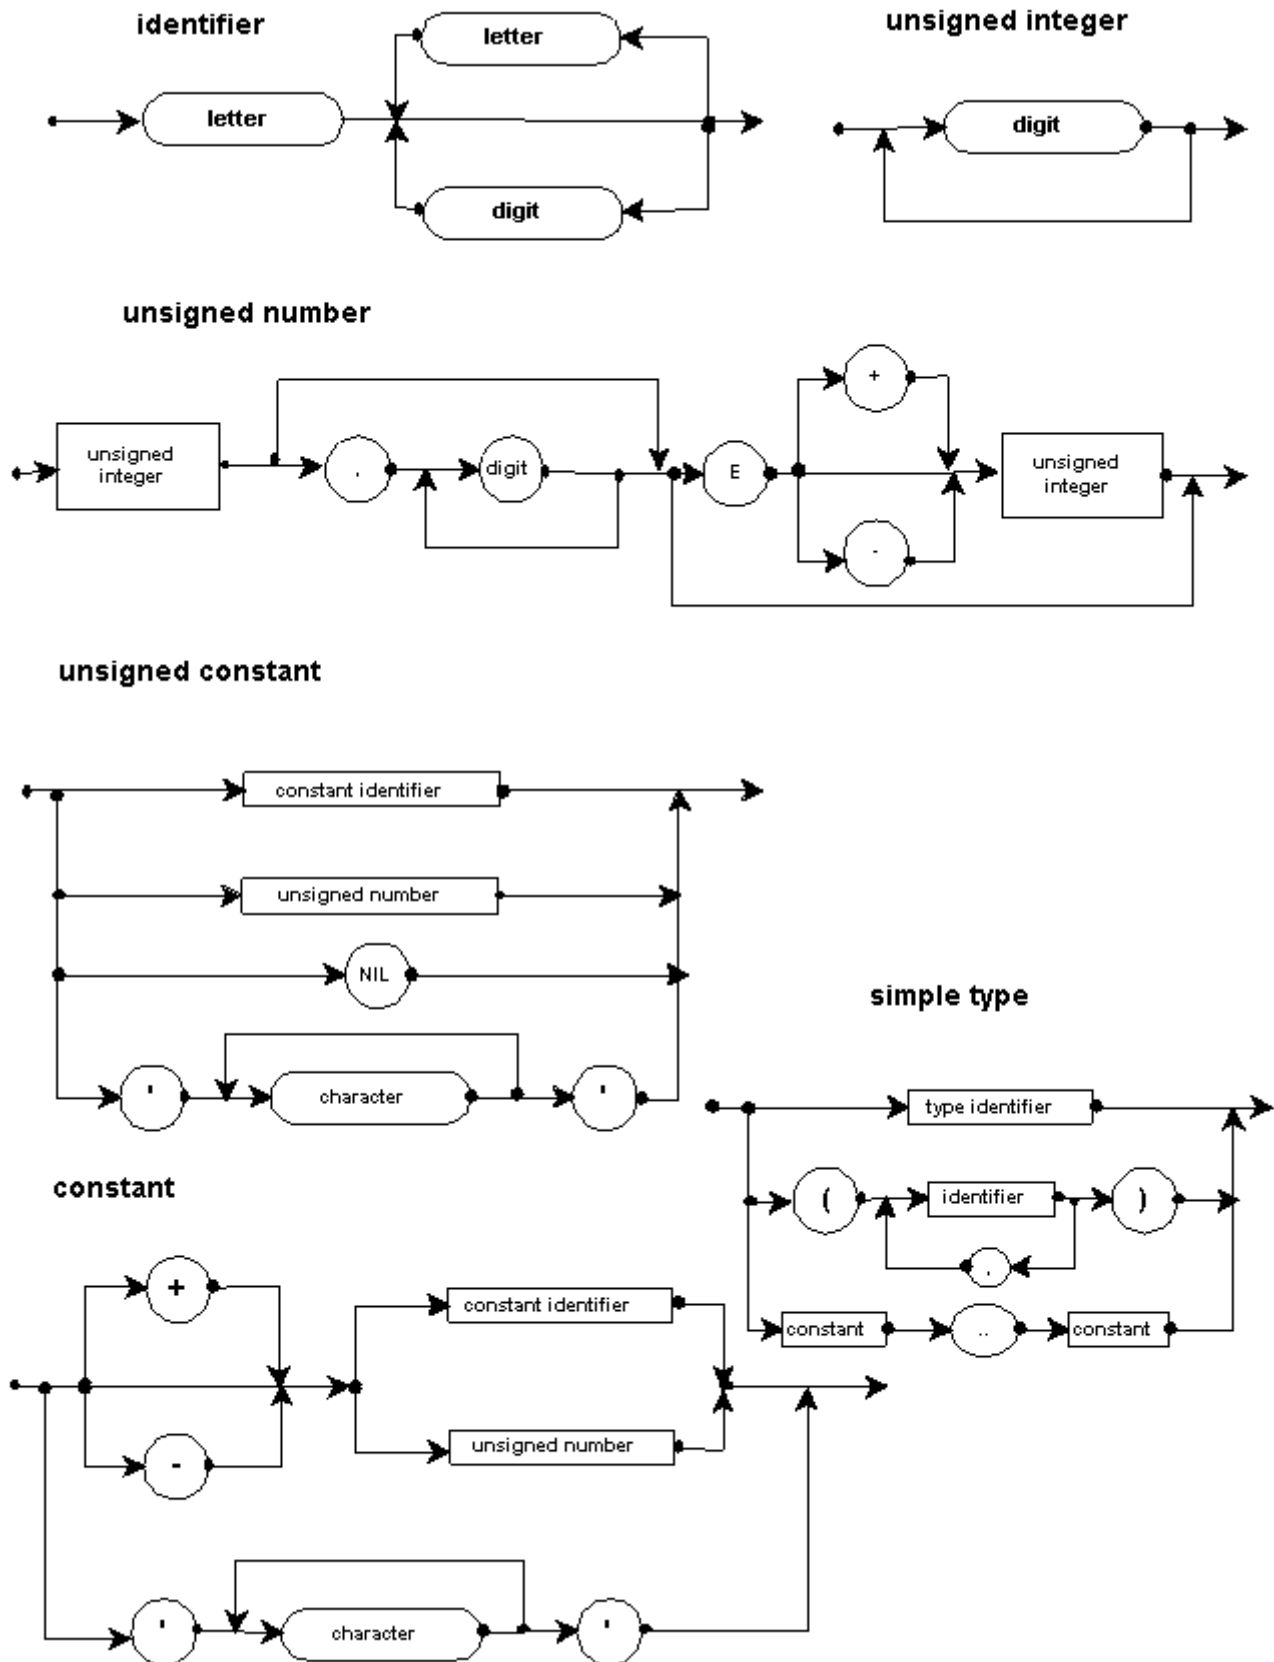 identifier
unsigned integer
letter
letter
digit
digit
unsigned number
+
unsigned
integer
.
digit
E
unsigned
integer
-
unsigned constant
constant identifier
unsigned number
NIL
simple type
'
character
'
type identifier
constant
(
identifier
)
,
+
constant identifier
constant
..
constant
-
unsigned number
'
character
'